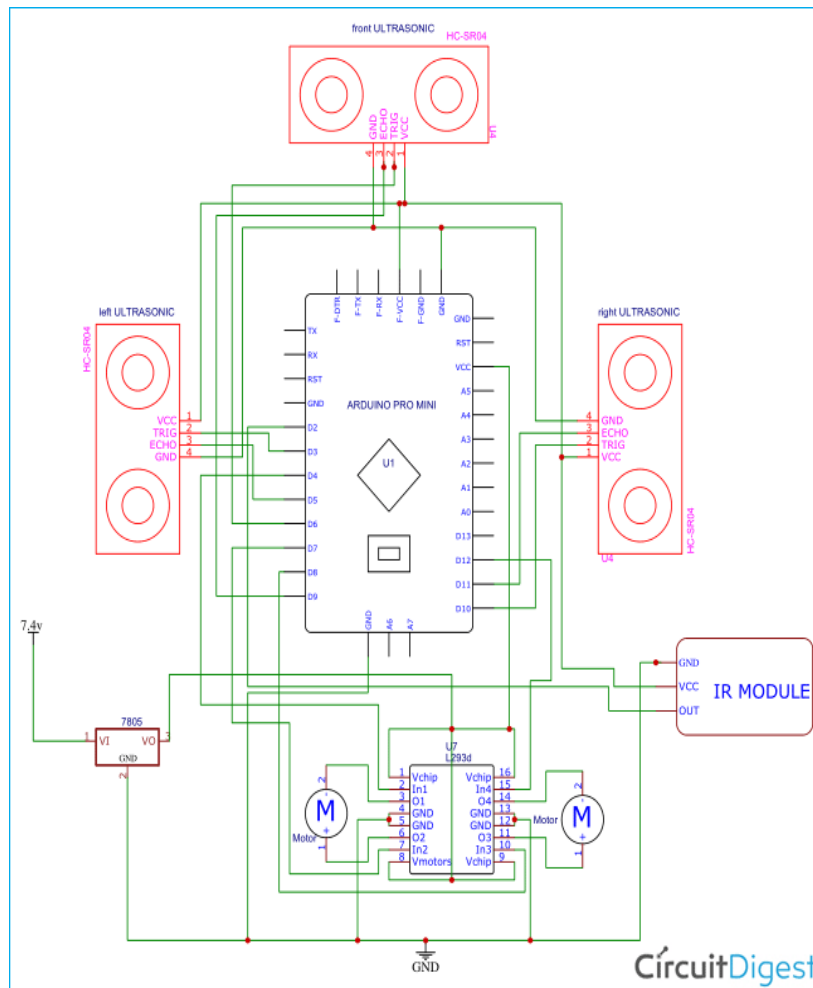 front ULTRASONIC
HC-SR04
GND
ECHO
TRIG
VCC
U4
4
3
2
1
F-DTR
F-TX
F-RX
F-VCC
F-GND
GND
left ULTRASONIC
right ULTRASONIC
HC-SR04
VCC 1
TRIG 2
ECHO 3
GND 4
TX
RX
RST
GND
D2
D3
D4
D5
D6
D7
D8
D9
ARDUINO PRO MINI
U1
GND
RST
VCC
A5
A4
A3
A2
A1
A0
D13
D12
D11
D10
GND
A6
A7
4 GND
3 ECHO
2 TRIG
1 VCC
HC-SR04
U4
7,4v
7805
1 VI VO 3
GND
2
GND
VCC
OUT
IR MODULE
U7
L293d
1 Vchip Vchip 16
2 In1 In4 15
3 O1 O4 14
4 GND GND 13
5 GND GND 12
6 O2 O3 11
7 In2 In3 10
8 Vmotors Vchip 9
2
-
M
+
Motor
1
2
-
M
+
Motor
1
GND
CircuitDigest